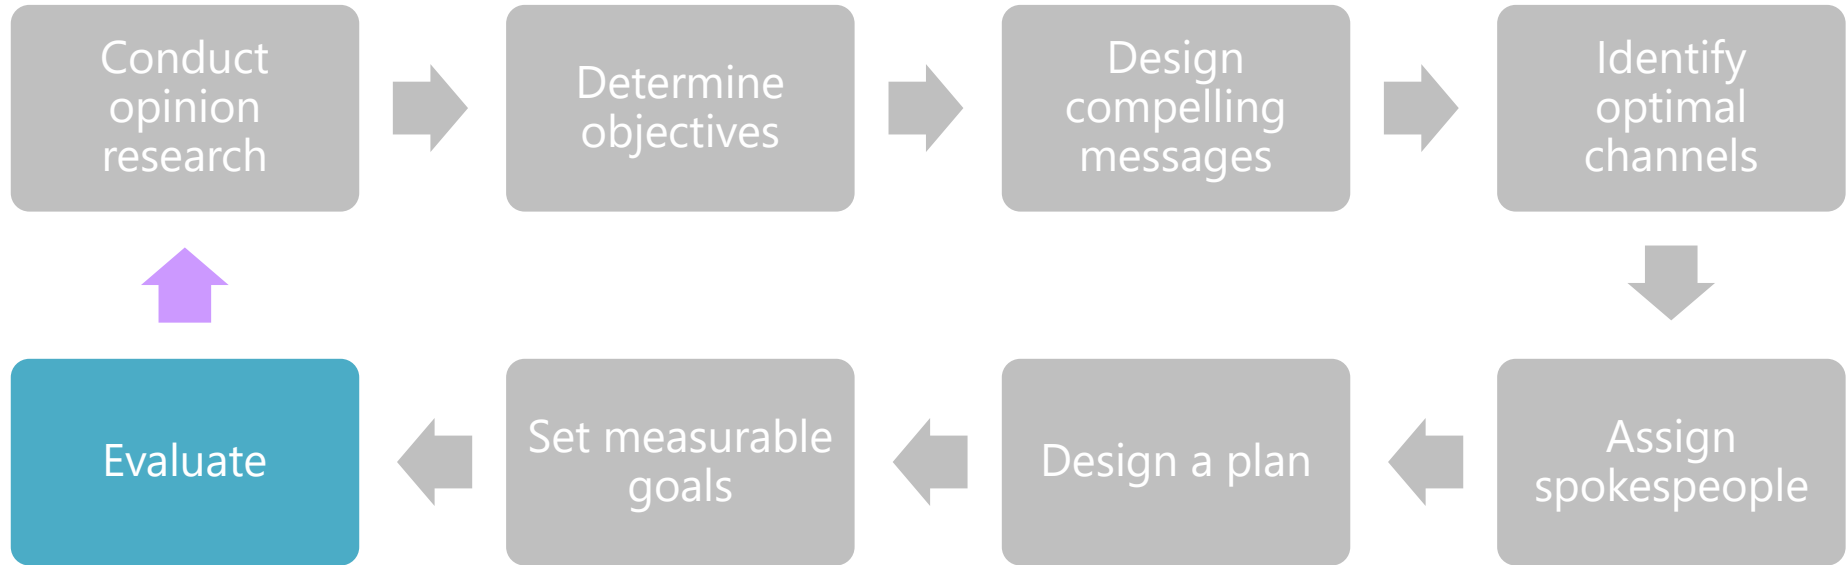 Conduct
opinion
research
Determine
objectives
Design
compelling
messages
Identify
optimal
channels
Assign
spokespeople
Design a plan
Set measurable
goals
Evaluate